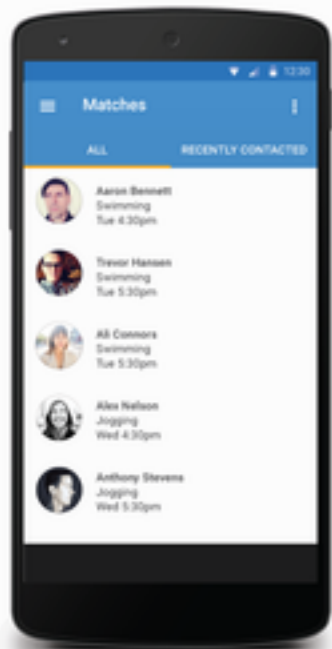 12:30
Matches
ALL
RECENTLY CONTACTED
Aaron Bennett
Swimming
Tue 4:30pm
Trevor Hansen
Swimming
Tue 5:30pm
Ali Connors
Swimming
Tue 5:30pm
Alex Nelson
Jogging
Wed 4:30pm
Anthony Stevens
Jogging
Wed 5:30pm